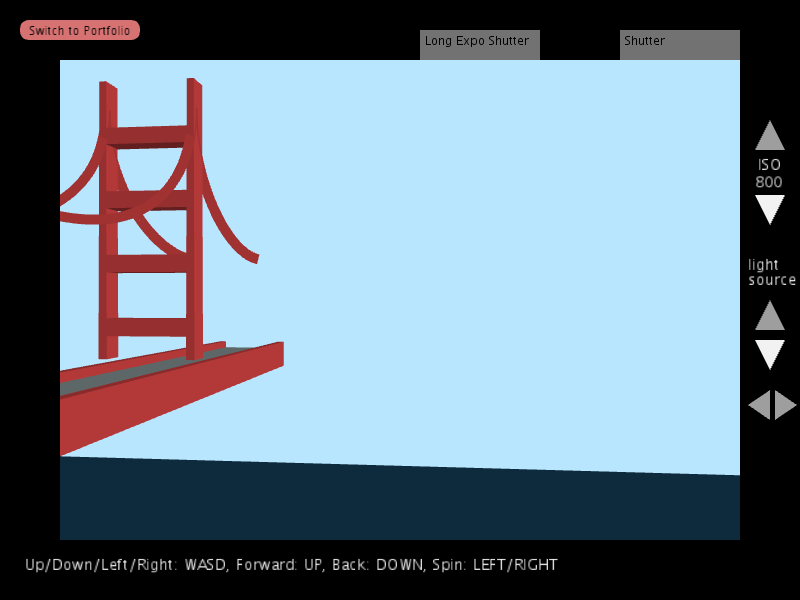 Switch to Portfolio
Long Expo Shutter
Shutter
ISO
800
light
source
Up/Down/Left/Right: WASD, Forward: UP, Back: DOWN, Spin: LEFT/RIGHT